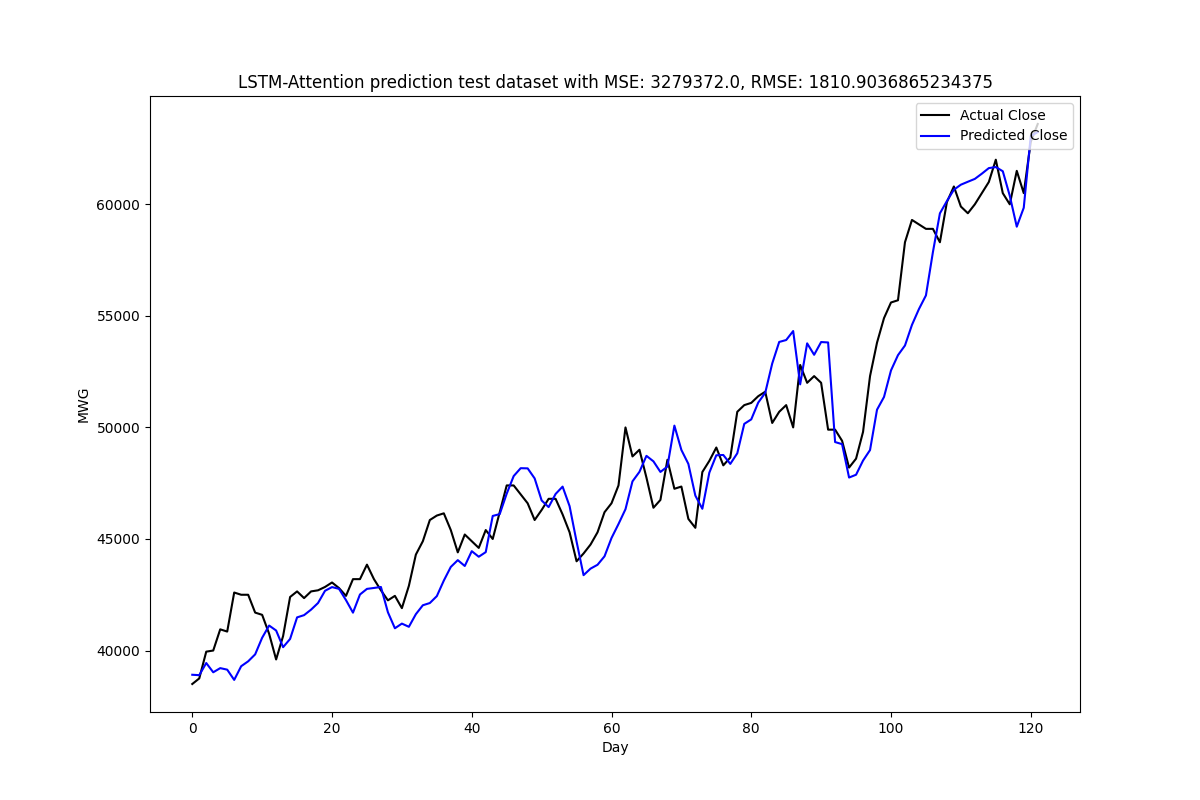 LSTM-Attention prediction test dataset with MSE: 3279372.0, RMSE: 1810.9036865234375
Actual Close
Predicted Close
60000
55000
50000
45000
40000
MWG
0 20 40 60 80 100 120
Day